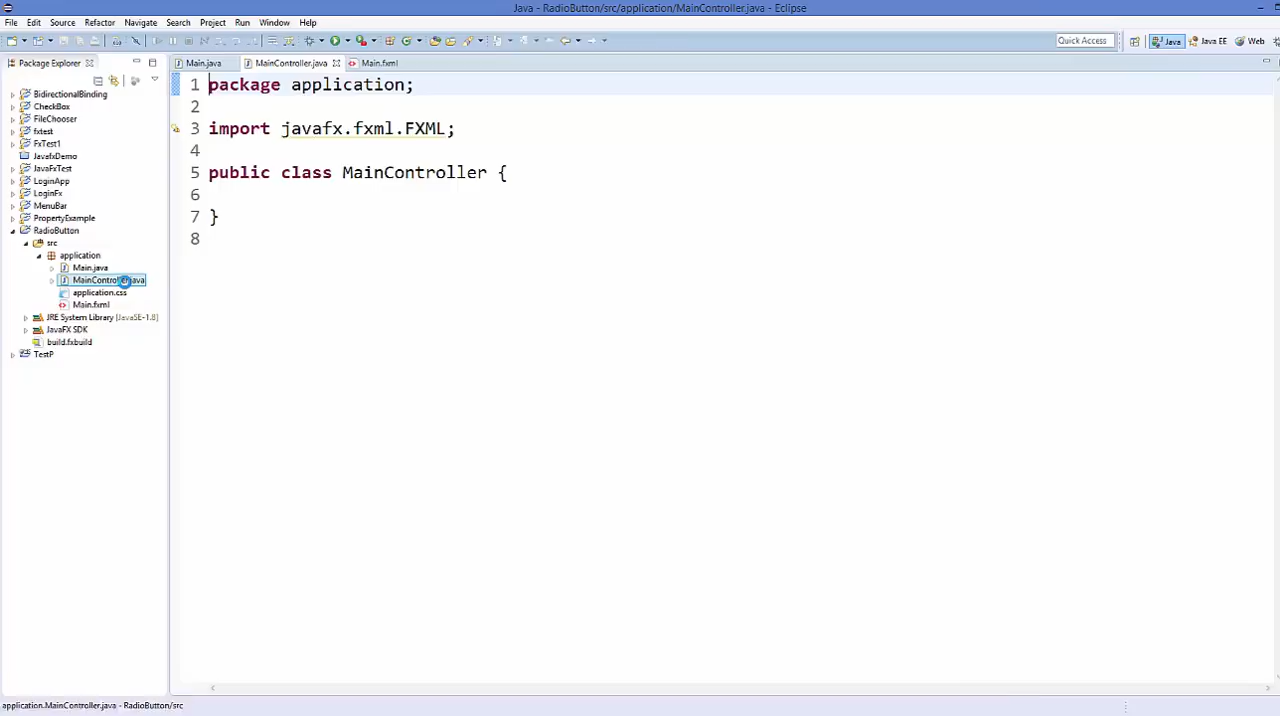 Java - RadioButton/src/application/MainController.java - Eclipse
File Edit Source Refactor Navigate Search Project Run Window Help
Quick Access Java Java EE Web
Package Explorer
Main.java MainController.java Main.fxml
BidirectionalBinding
CheckBox
FileChooser
fxtest
FxTest1
JavafxDemo
JavaFxTest
LoginApp
LoginFx
MenuBar
PropertyExample
RadioButton
src
application
Main.java
MainController.java
application.css
Main.fxml
JRE System Library [JavaSE-1.8]
JavaFX SDK
build.fxbuild
TestP
1 package application;
2
3 import javafx.fxml.FXML;
4
5 public class MainController {
6
7 }
8
application.MainController.java - RadioButton/src